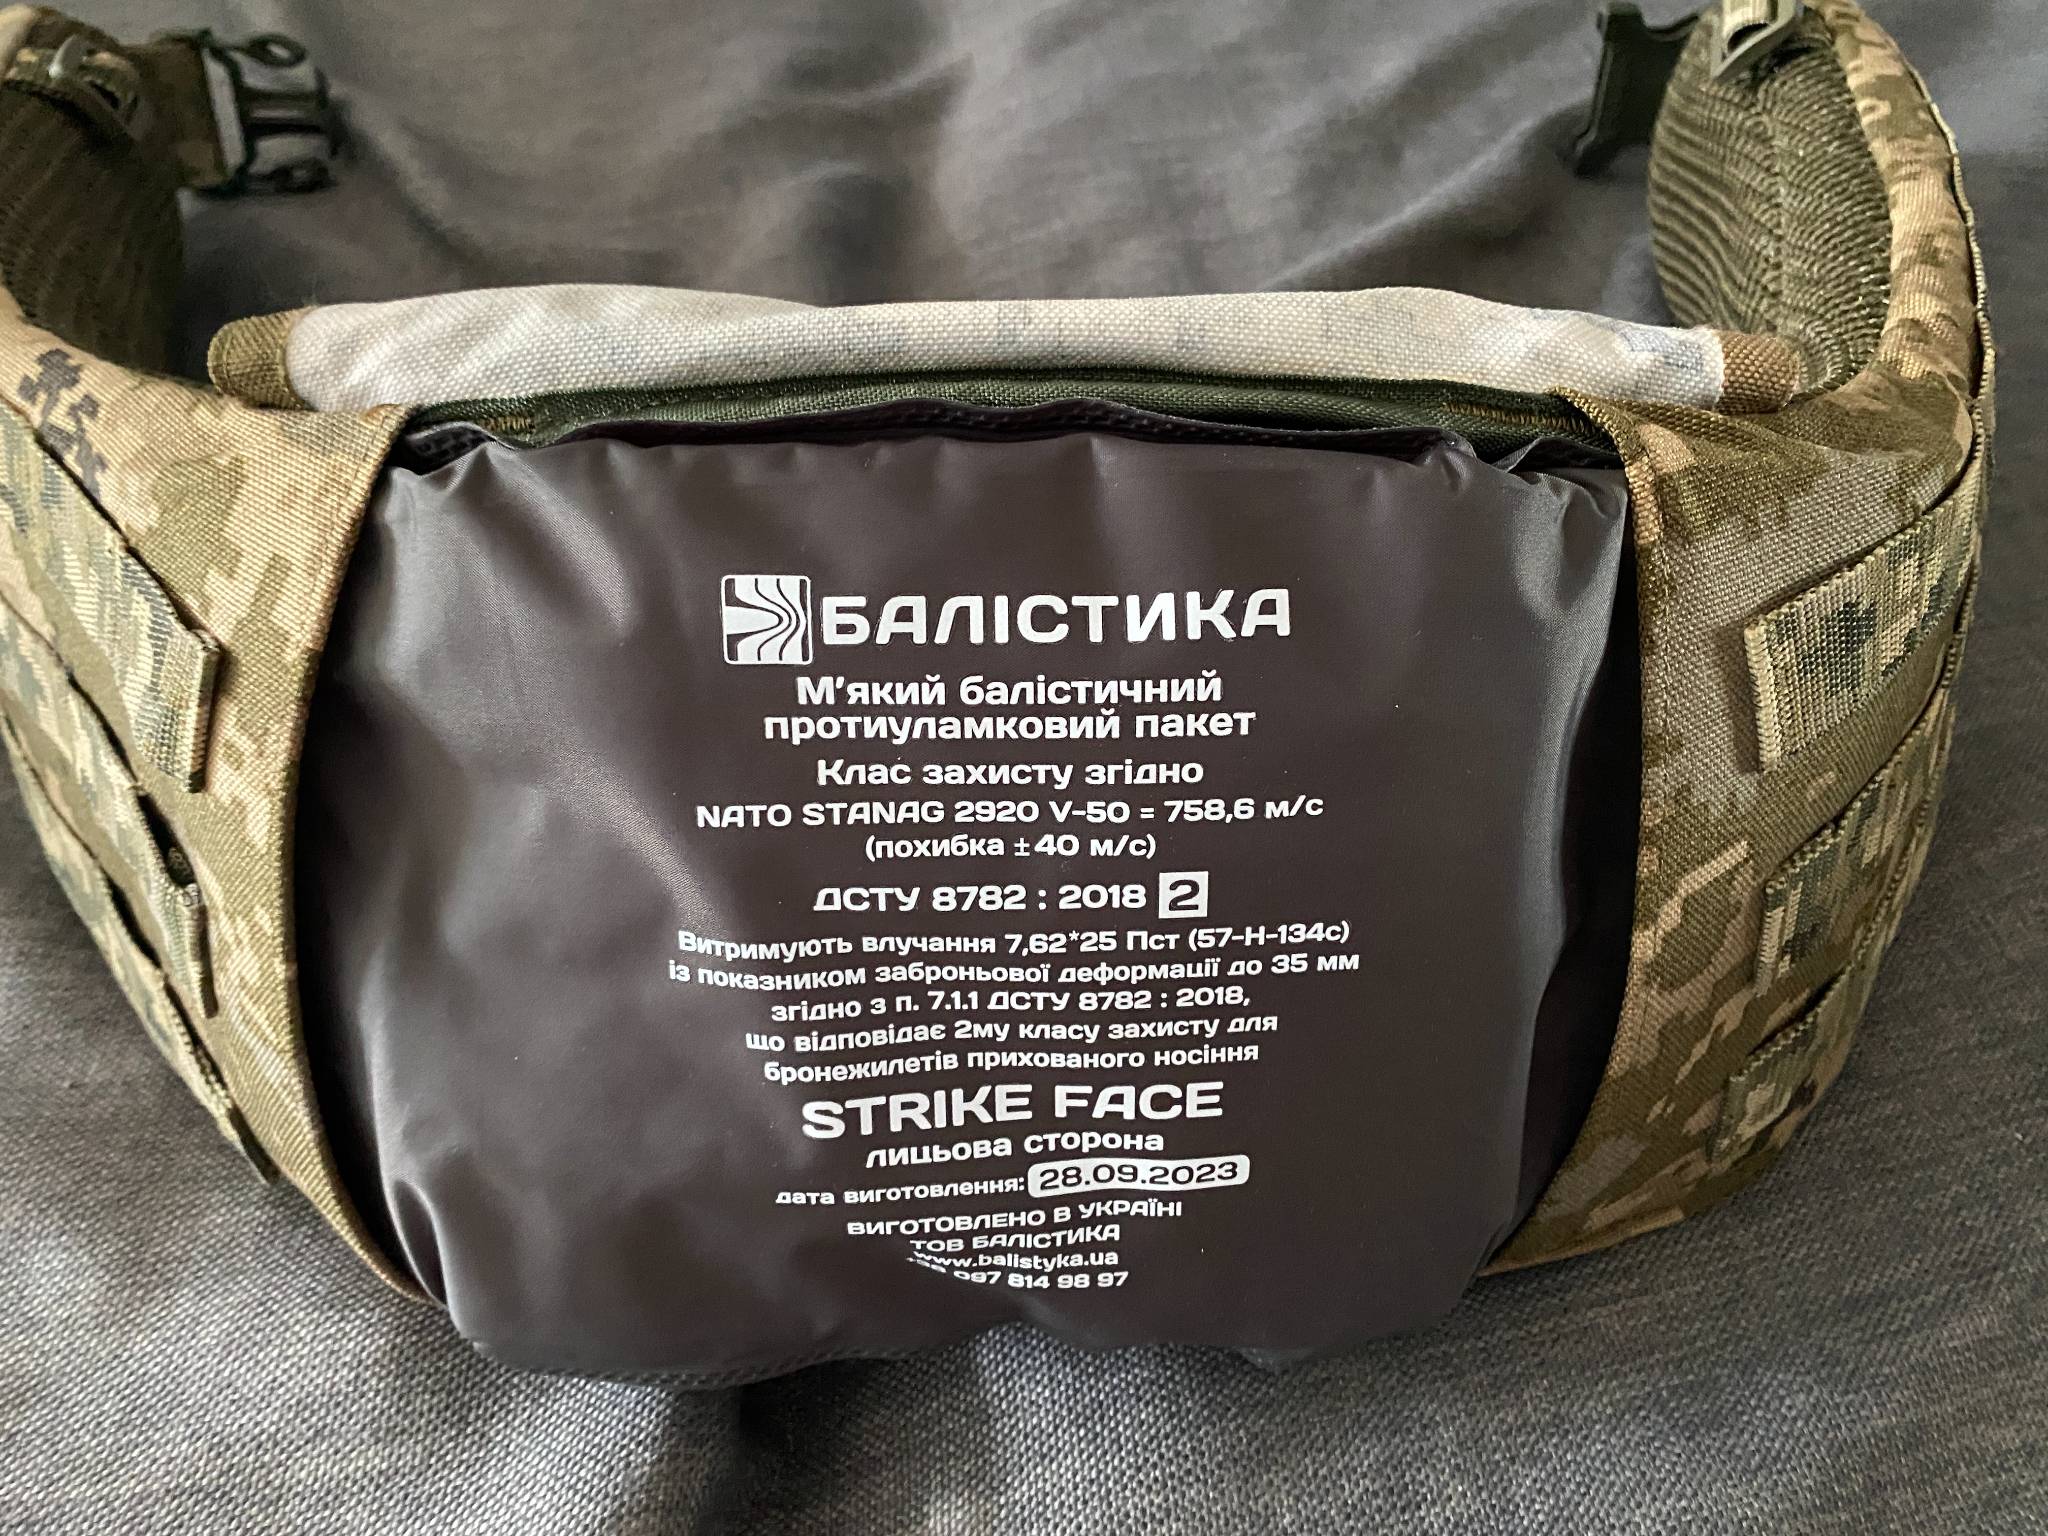 БАЛІСТИКА
М'який балістичний
протиуламковий пакет
Клас захисту згідно
NATO STANAG 2920 V-50 = 758,6 м/с
(похибка ±40 м/с)
ДСТУ 8782 : 2018 2
Витримують влучання 7,62*25 Пст (57-Н-134с)
із показником заброньової деформації до 35 мм
згідно з п. 7.1.1 ДСТУ 8782 : 2018,
що відповідає 2му класу захисту для
бронежилетів прихованого носіння
STRIKE FACE
лицьова сторона
дата виготовлення: 28.09.2023
ВИГОТОВЛЕНО В УКРАЇНІ
ТОВ БАЛІСТИКА
www.balistyka.ua
097 814 98 97